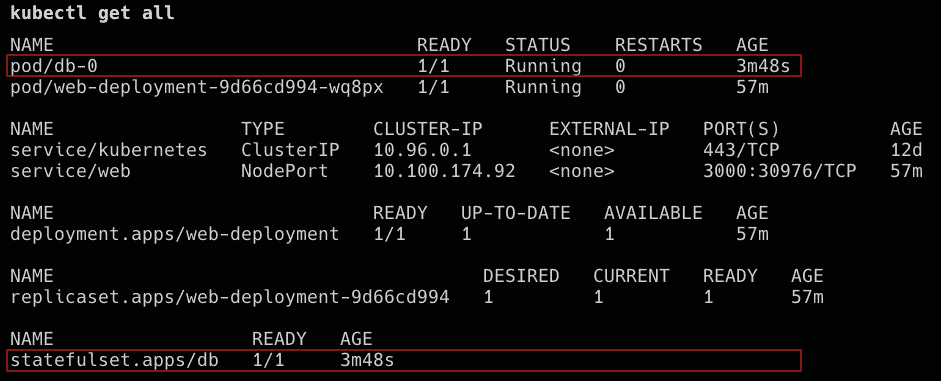 kubectl get all
NAME READY STATUS RESTARTS AGE
pod/db-0 1/1 Running 0 3m48s
pod/web-deployment-9d66cd994-wq8px 1/1 Running 0 57m
NAME TYPE CLUSTER-IP EXTERNAL-IP PORT(S) AGE
service/kubernetes ClusterIP 10.96.0.1 <none> 443/TCP 12d
service/web NodePort 10.100.174.92 <none> 3000:30976/TCP 57m
NAME READY UP-TO-DATE AVAILABLE AGE
deployment.apps/web-deployment 1/1 1 1 57m
NAME DESIRED CURRENT READY AGE
replicaset.apps/web-deployment-9d66cd994 1 1 1 57m
NAME READY AGE
statefulset.apps/db 1/1 3m48s